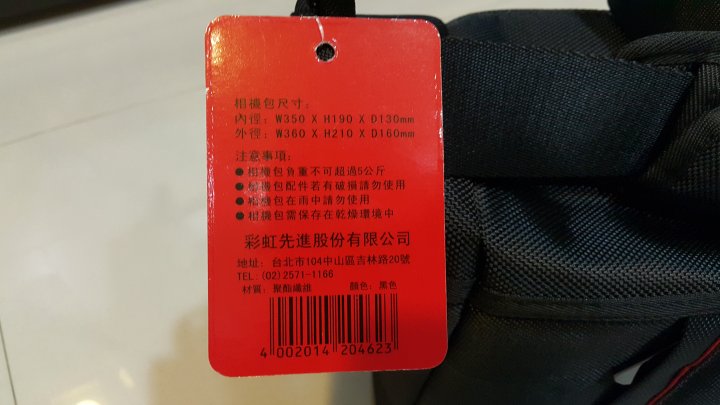 相機包尺寸:
內徑: W350 X H190 X D130mm
外徑: W360 X H210 X D160mm
注意事項:
●相機包負重不可超過5公斤
●相機包配件若有破損請勿使用
●相機包在雨中請勿使用
●相機包需保存在乾燥環境中
彩虹先進股份有限公司
地址: 台北市104中山區吉林路20號
TEL:(02)2571-1166
材質: 聚酯纖維 顏色: 黑色
4 002014 204623